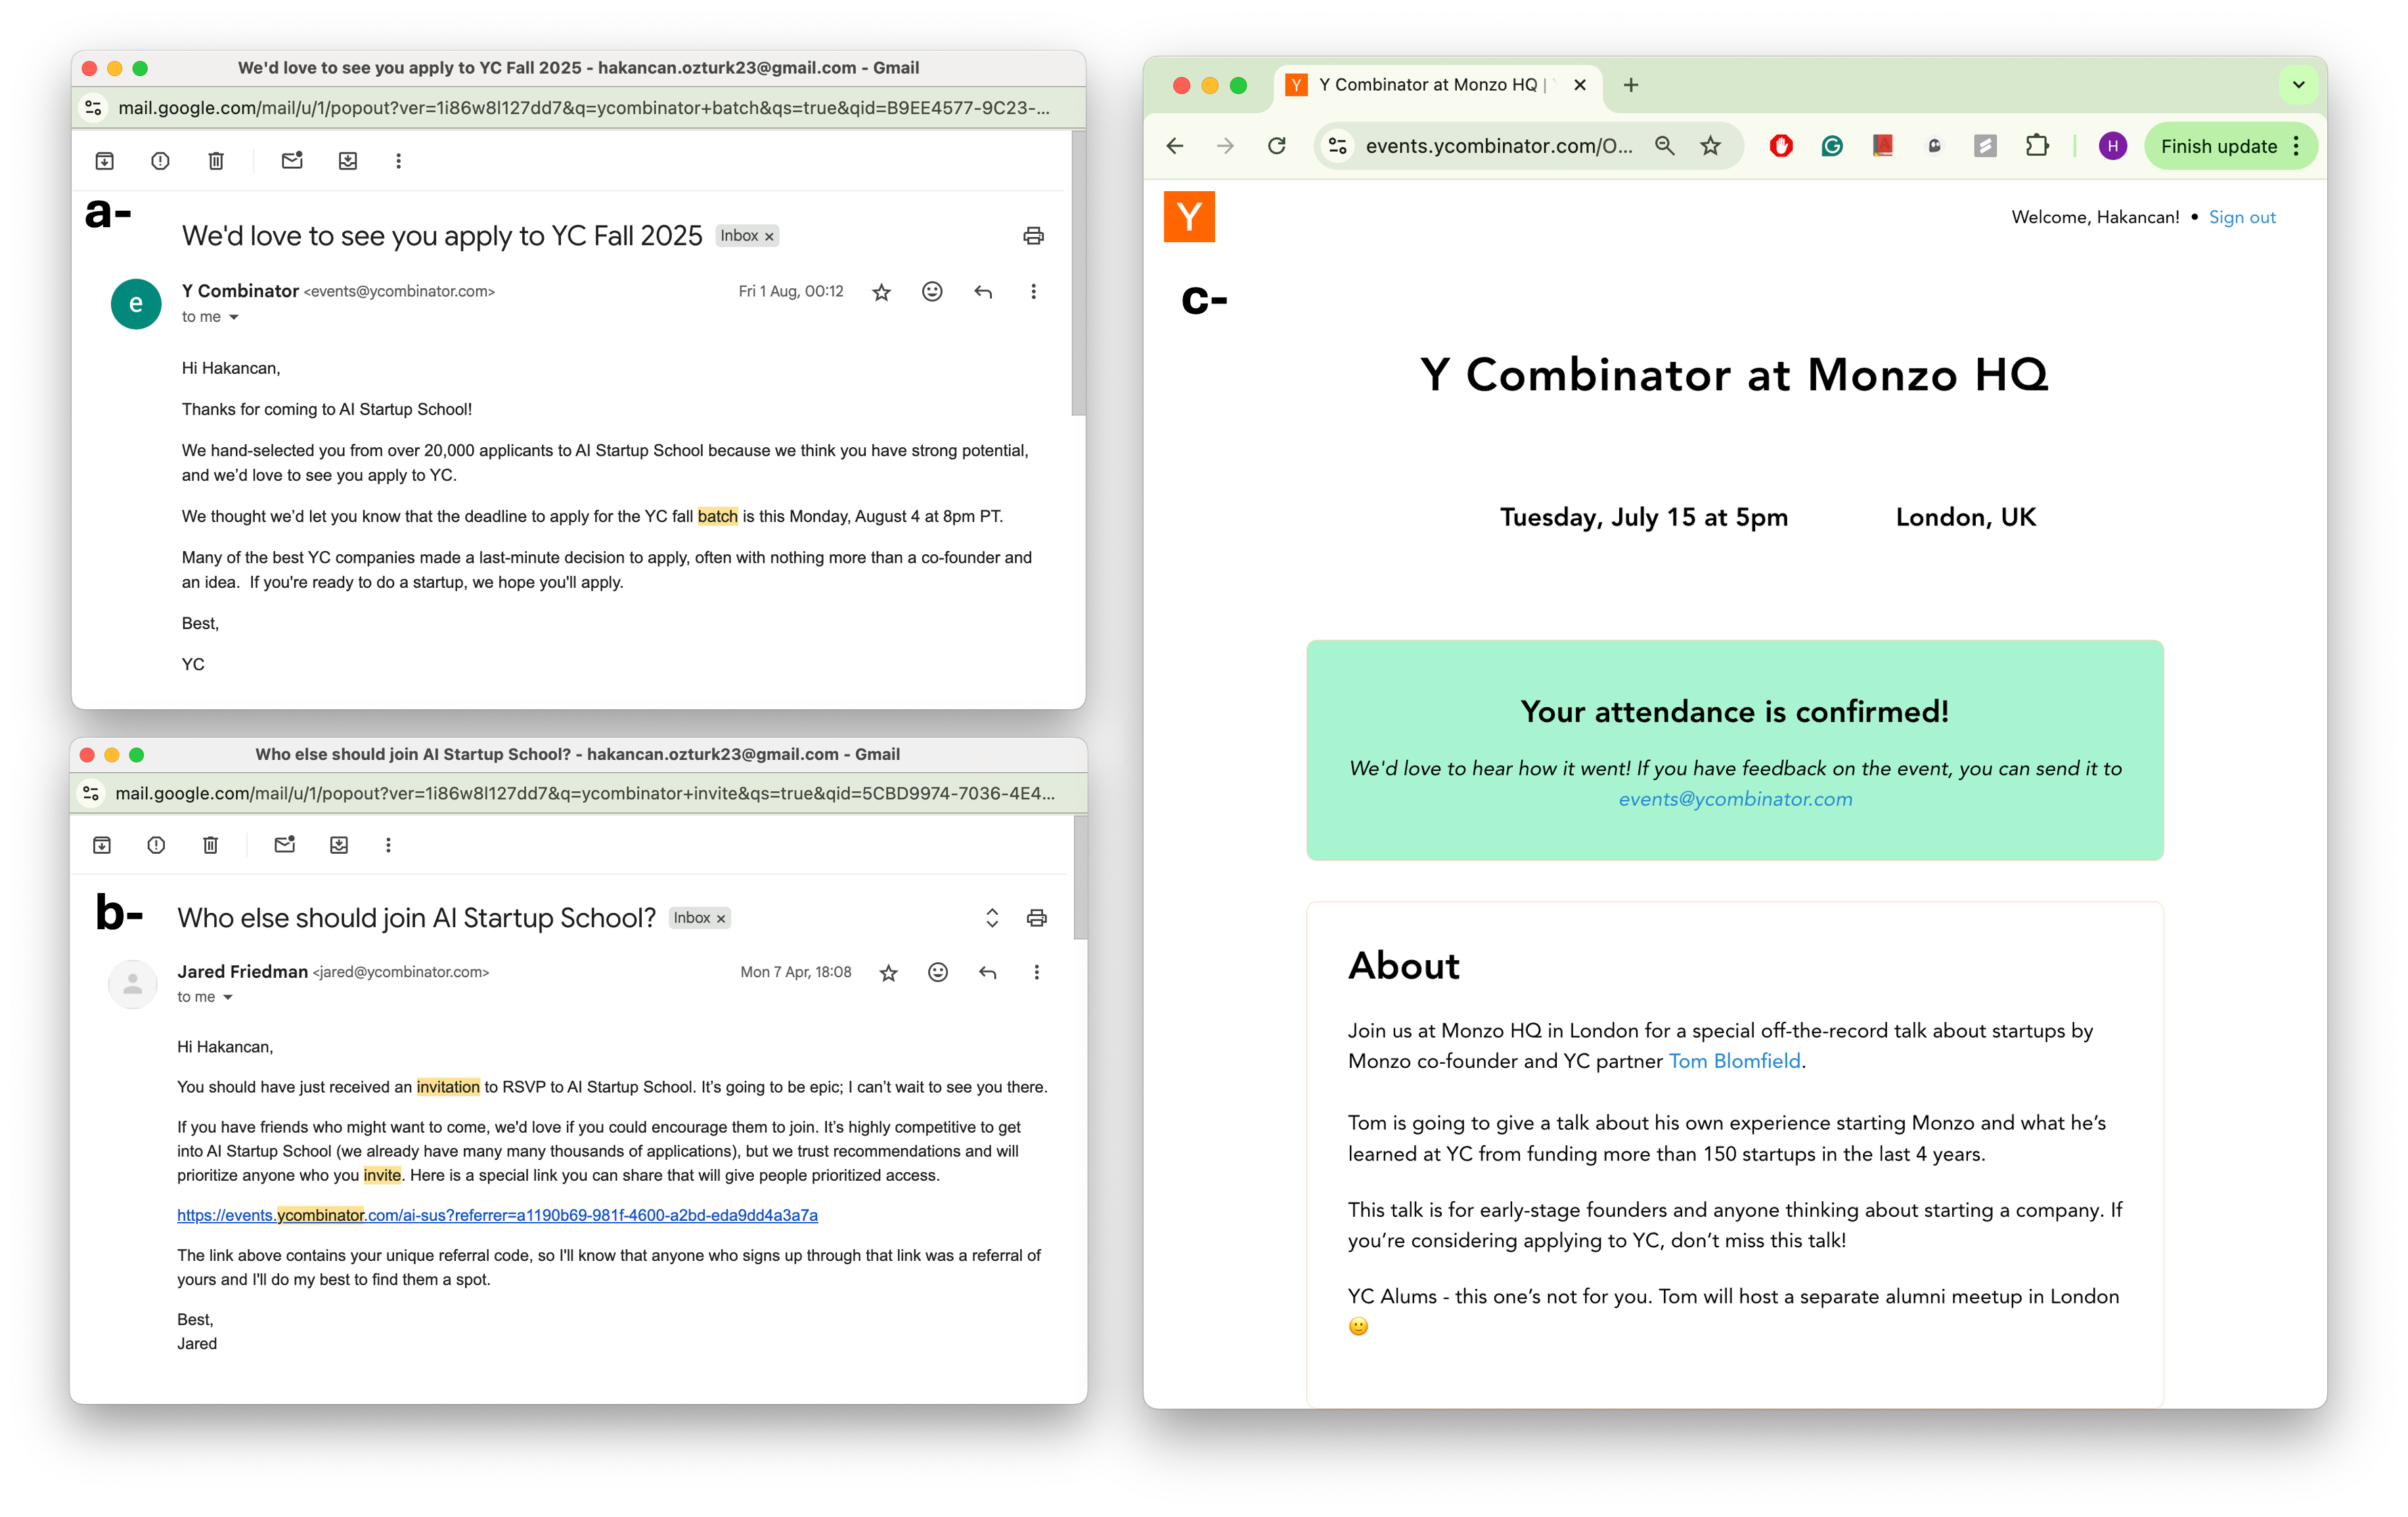 We'd love to see you apply to YC Fall 2025 - hakancan.ozturk23@gmail.com - Gmail
mail.google.com/mail/u/1/popout?ver=1i86w8l127dd7&q=ycombinator+batch&qs=true&qid=B9EE4577-9C23-...
a-
We'd love to see you apply to YC Fall 2025 Inbox ×
e
Y Combinator <events@ycombinator.com> Fri 1 Aug, 00:12
to me
Hi Hakancan,
Thanks for coming to AI Startup School!
We hand-selected you from over 20,000 applicants to AI Startup School because we think you have strong potential,
and we'd love to see you apply to YC.
We thought we'd let you know that the deadline to apply for the YC fall batch is this Monday, August 4 at 8pm PT.
Many of the best YC companies made a last-minute decision to apply, often with nothing more than a co-founder and
an idea.  If you're ready to do a startup, we hope you'll apply.
Best,
YC
Who else should join AI Startup School? - hakancan.ozturk23@gmail.com - Gmail
mail.google.com/mail/u/1/popout?ver=1i86w8l127dd7&q=ycombinator+invite&qs=true&qid=5CBD9974-7036-4E4...
b-
Who else should join AI Startup School? Inbox ×
Jared Friedman <jared@ycombinator.com> Mon 7 Apr, 18:08
to me
Hi Hakancan,
You should have just received an invitation to RSVP to AI Startup School. It's going to be epic; I can't wait to see you there.
If you have friends who might want to come, we'd love if you could encourage them to join. It's highly competitive to get
into AI Startup School (we already have many many thousands of applications), but we trust recommendations and will
prioritize anyone who you invite. Here is a special link you can share that will give people prioritized access.
https://events.ycombinator.com/ai-sus?referrer=a1190b69-981f-4600-a2bd-eda9dd4a3a7a
The link above contains your unique referral code, so I'll know that anyone who signs up through that link was a referral of
yours and I'll do my best to find them a spot.
Best,
Jared
Y Y Combinator at Monzo HQ |
events.ycombinator.com/O...
H
Finish update
Y
Welcome, Hakancan! • Sign out
c-
Y Combinator at Monzo HQ
Tuesday, July 15 at 5pm London, UK
Your attendance is confirmed!
We'd love to hear how it went! If you have feedback on the event, you can send it to
events@ycombinator.com
About
Join us at Monzo HQ in London for a special off-the-record talk about startups by
Monzo co-founder and YC partner Tom Blomfield.
Tom is going to give a talk about his own experience starting Monzo and what he's
learned at YC from funding more than 150 startups in the last 4 years.
This talk is for early-stage founders and anyone thinking about starting a company. If
you're considering applying to YC, don't miss this talk!
YC Alums - this one's not for you. Tom will host a separate alumni meetup in London
🙂